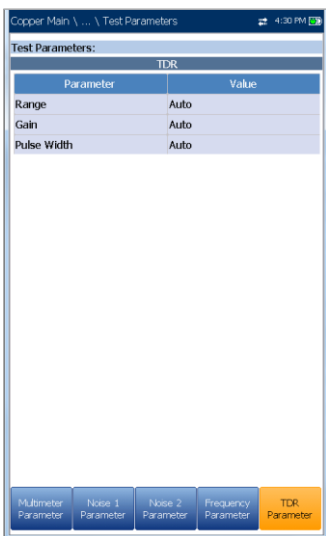 Copper Main \ ... \ Test Parameters 4:30 PM
Test Parameters:
TDR
Parameter Value
Range Auto
Gain Auto
Pulse Width Auto
Multimeter Parameter
Noise 1 Parameter
Noise 2 Parameter
Frequency Parameter
TDR Parameter